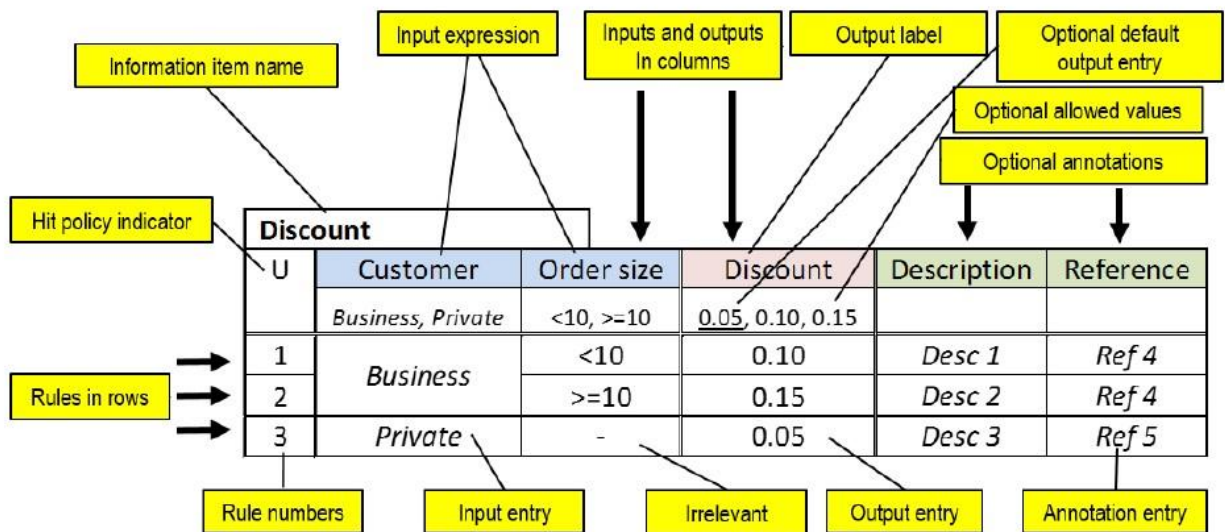 Input expression
Inputs and outputs
In columns
Output label
Optional default
output entry
Information item name
Optional allowed values
Optional annotations
Hit policy indicator
Discount
U Customer Order size Discount Description Reference
Business, Private <10, >=10 0.05, 0.10, 0.15
1 Business <10 0.10 Desc 1 Ref 4
Rules in rows
2 >=10 0.15 Desc 2 Ref 4
3 Private - 0.05 Desc 3 Ref 5
Rule numbers
Input entry
Irrelevant
Output entry
Annotation entry